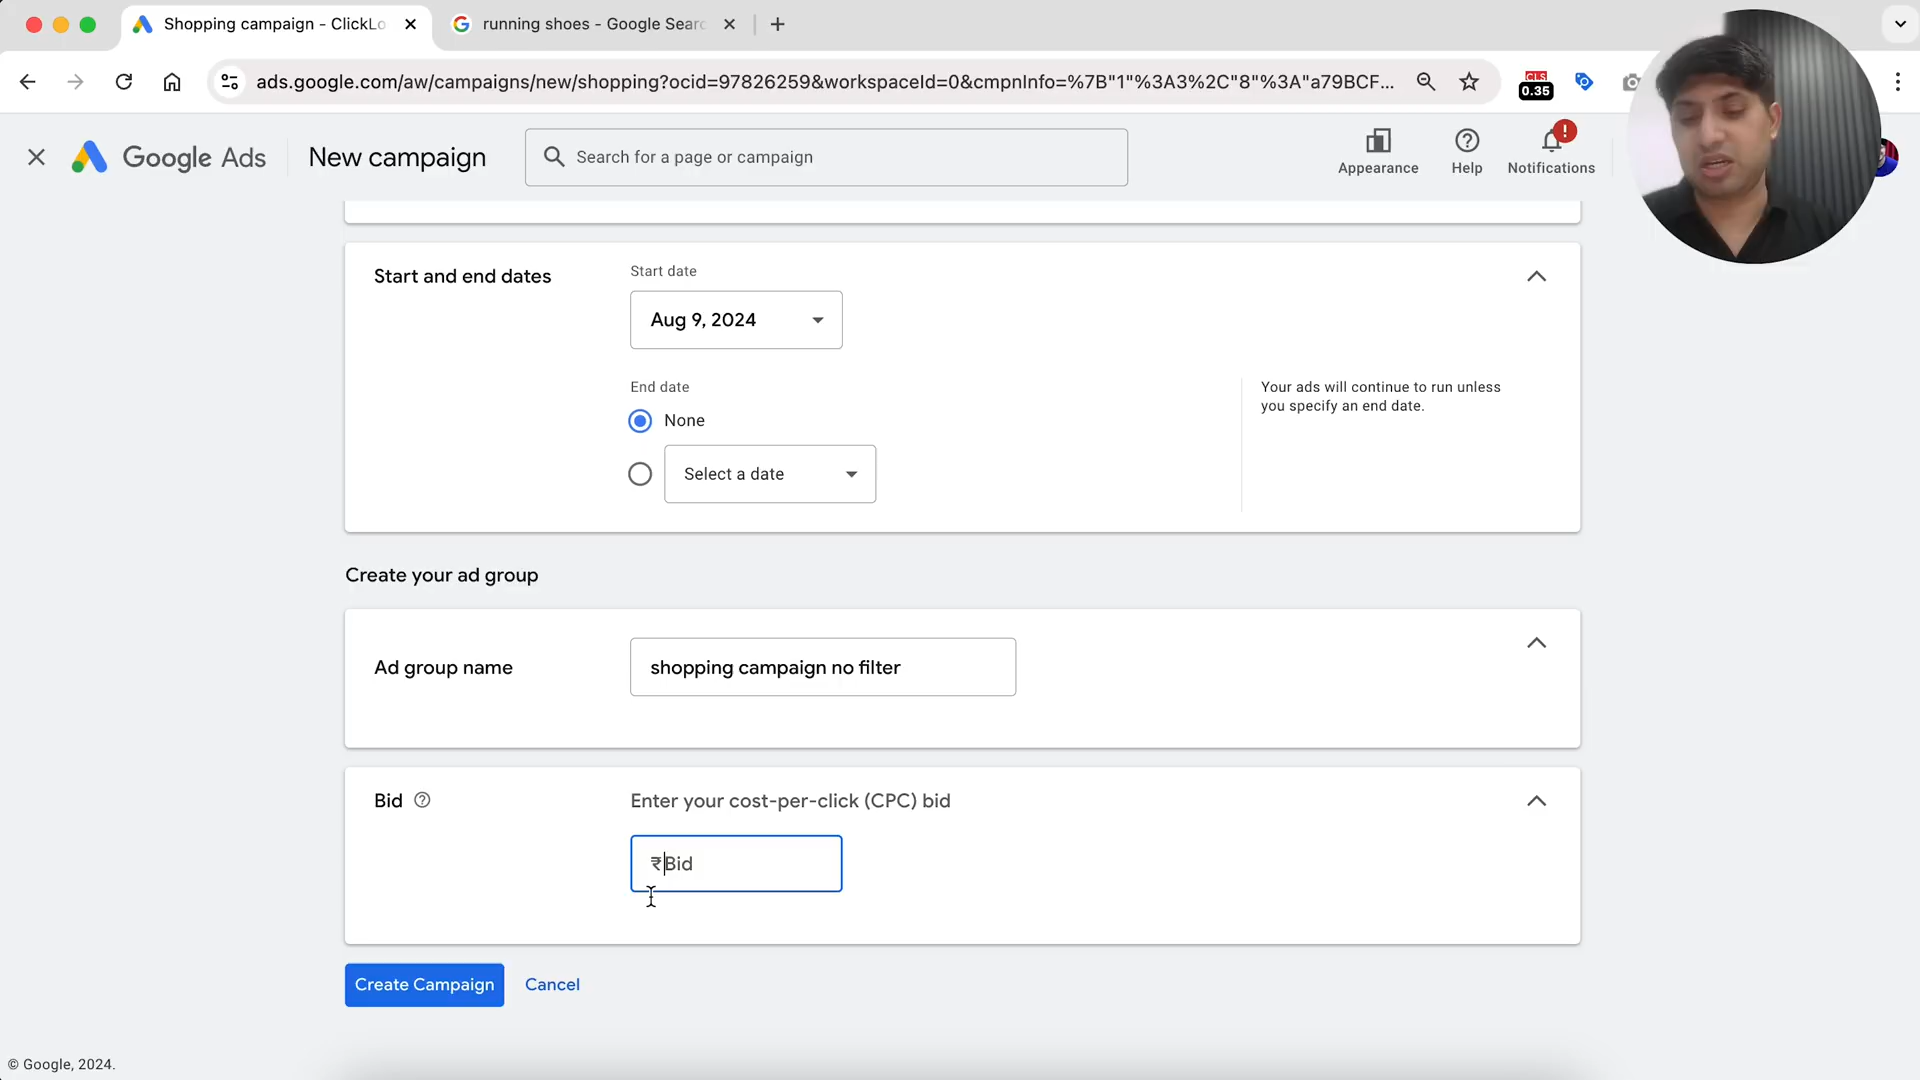 Shopping campaign - ClickLo
running shoes - Google Sear
ads.google.com/aw/campaigns/new/shopping?ocid=97826259&workspaceId=0&cmpnInfo=%7B"1"%3A3%2C"8"%3A"a79BCF...
CLS
0.35
Google Ads
New campaign
Search for a page or campaign
Appearance
Help
Notifications
Start and end dates
Start date
Aug 9, 2024
End date
None
Select a date
Your ads will continue to run unless
you specify an end date.
Create your ad group
Ad group name
shopping campaign no filter
Bid
Enter your cost-per-click (CPC) bid
₹Bid
Create Campaign
Cancel
© Google, 2024.